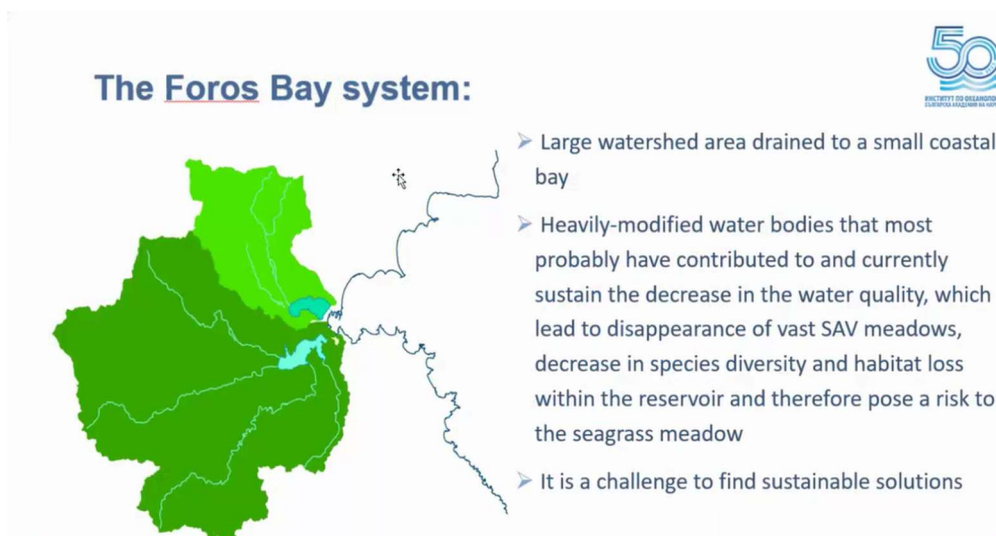 50
The Foros Bay system:
Large watershed area drained to a small coastal
bay
Heavily-modified water bodies that most
probably have contributed to and currently
sustain the decrease in the water quality, which
lead to disappearance of vast SAV meadows,
decrease in species diversity and habitat loss
within the reservoir and therefore pose a risk to
the seagrass meadow
It is a challenge to find sustainable solutions